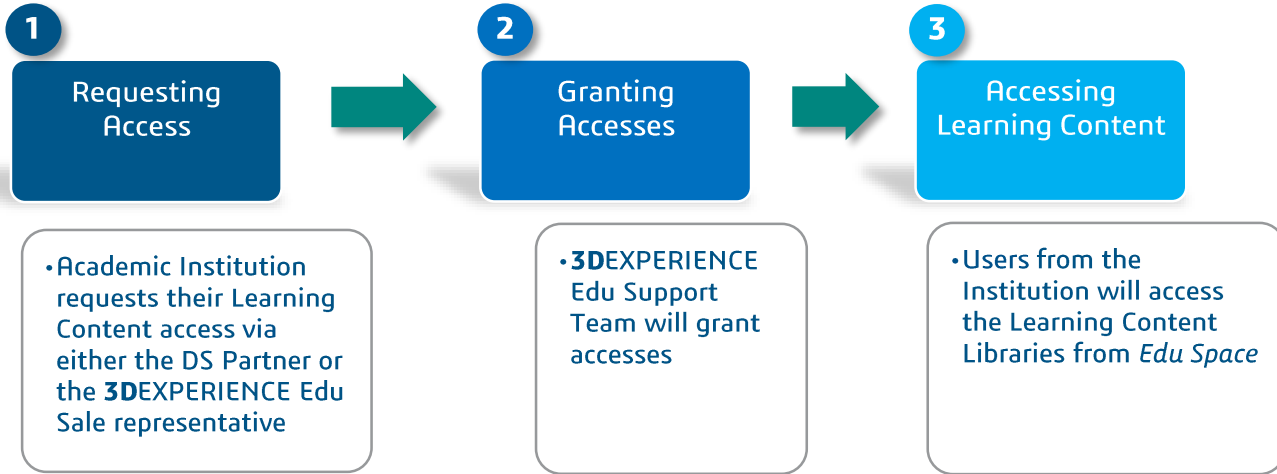 1
Requesting
Access
2
Granting
Accesses
3
Accessing
Learning Content
•Academic Institution
requests their Learning
Content access via
either the DS Partner or
the 3DEXPERIENCE Edu
Sale representative
•3DEXPERIENCE
Edu Support
Team will grant
accesses
•Users from the
Institution will access
the Learning Content
Libraries from Edu Space